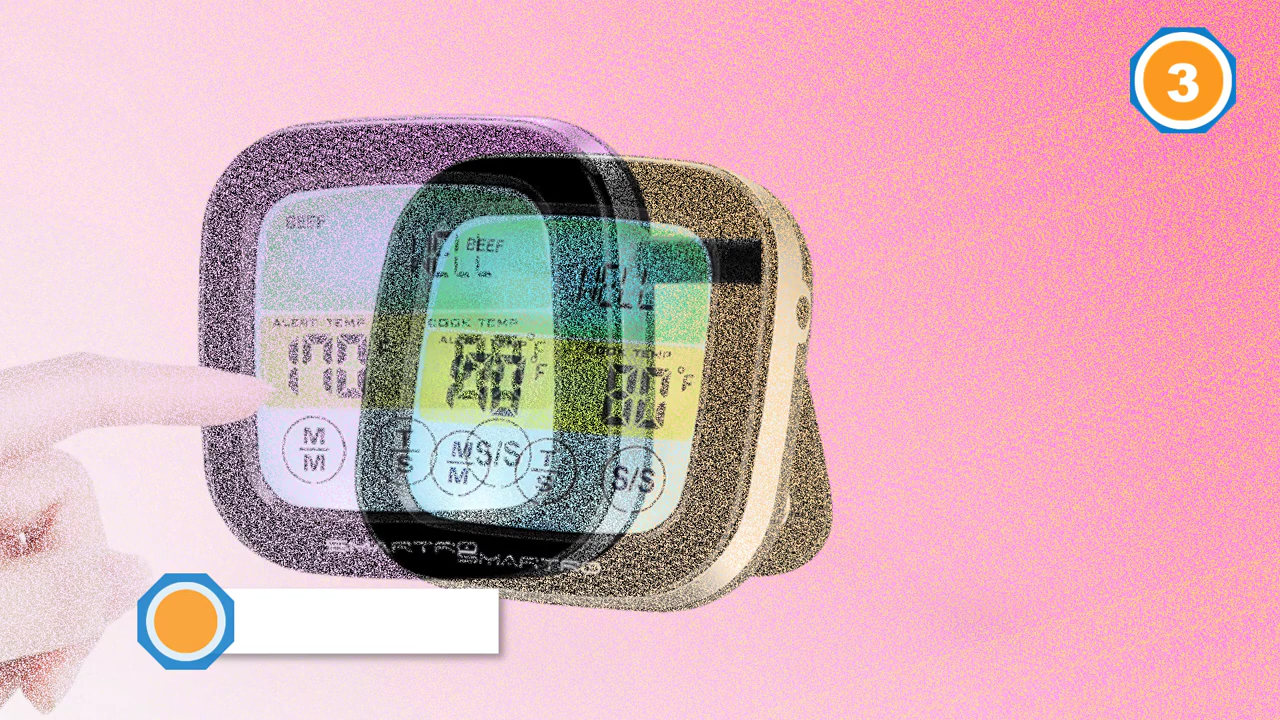 3
BEEF
BEEF
WELL
WELL
ALERT TEMP
COOK TEMP
COOK TEMP
°F
°F
M
M
T
S
M
M
S/S
T
S
S/S
SMARTRO
SMARTRO